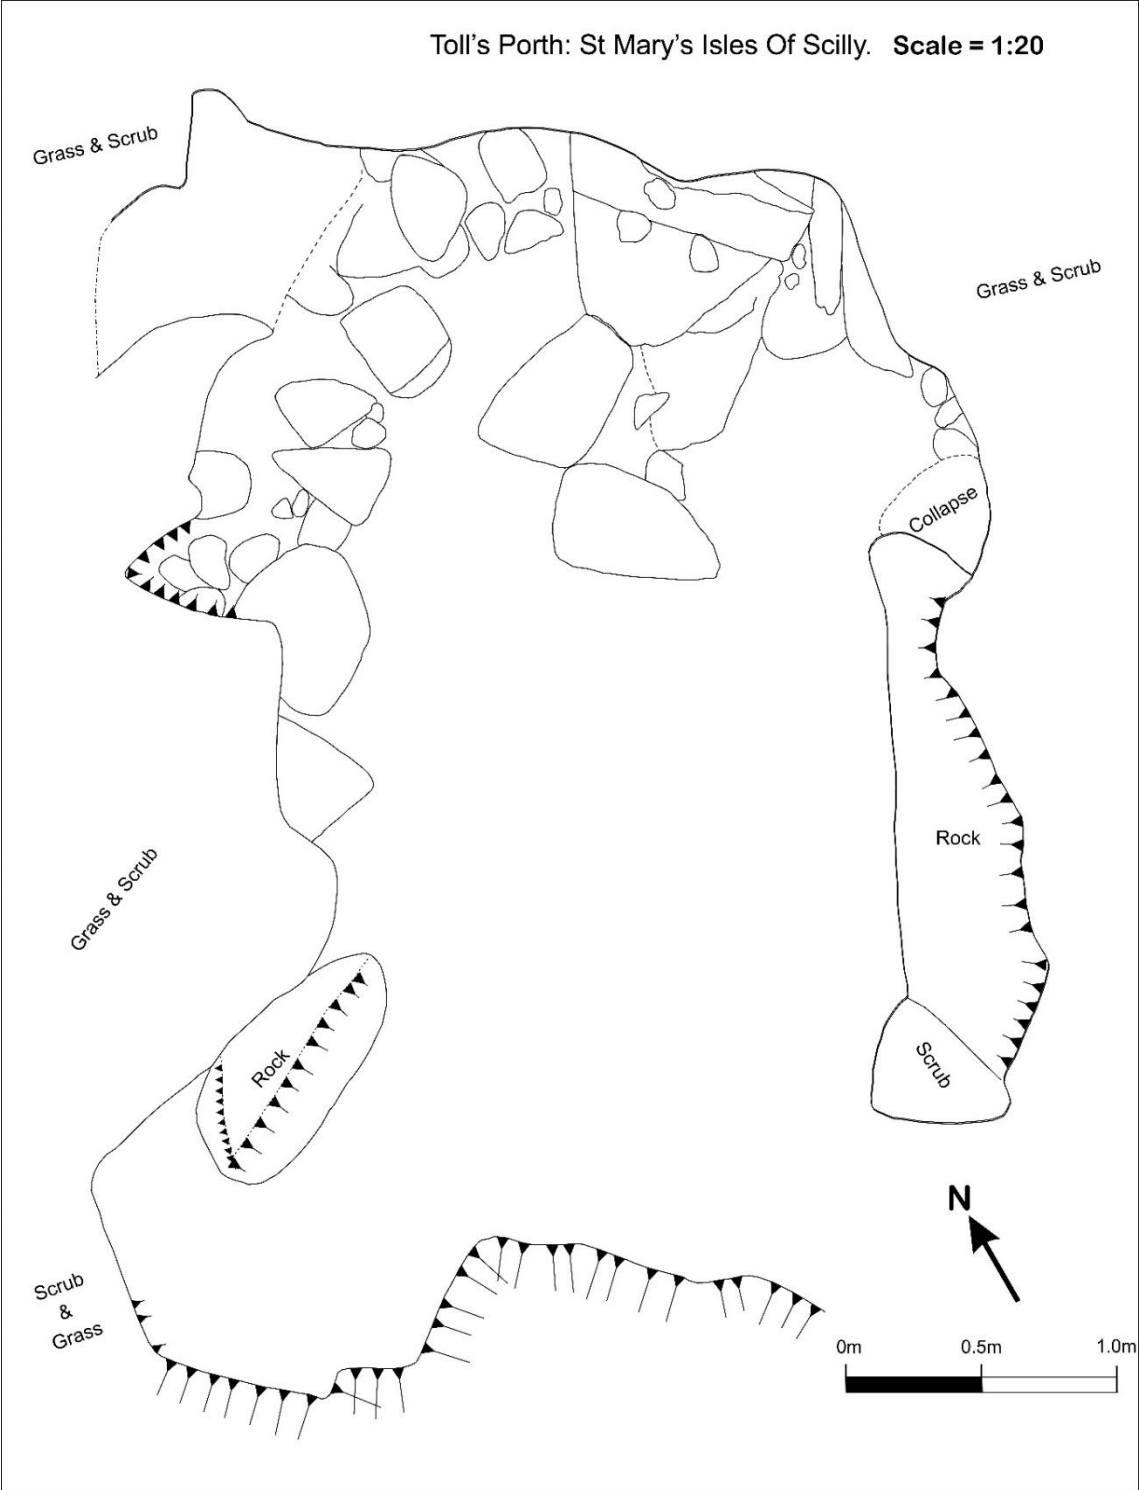 Toll's Porth: St Mary's Isles Of Scilly. Scale = 1:20
Grass & Scrub
Grass & Scrub
Collapse
Rock
Grass & Scrub
Rock
Scrub
N
Scrub
&
Grass
0m 0.5m 1.0m